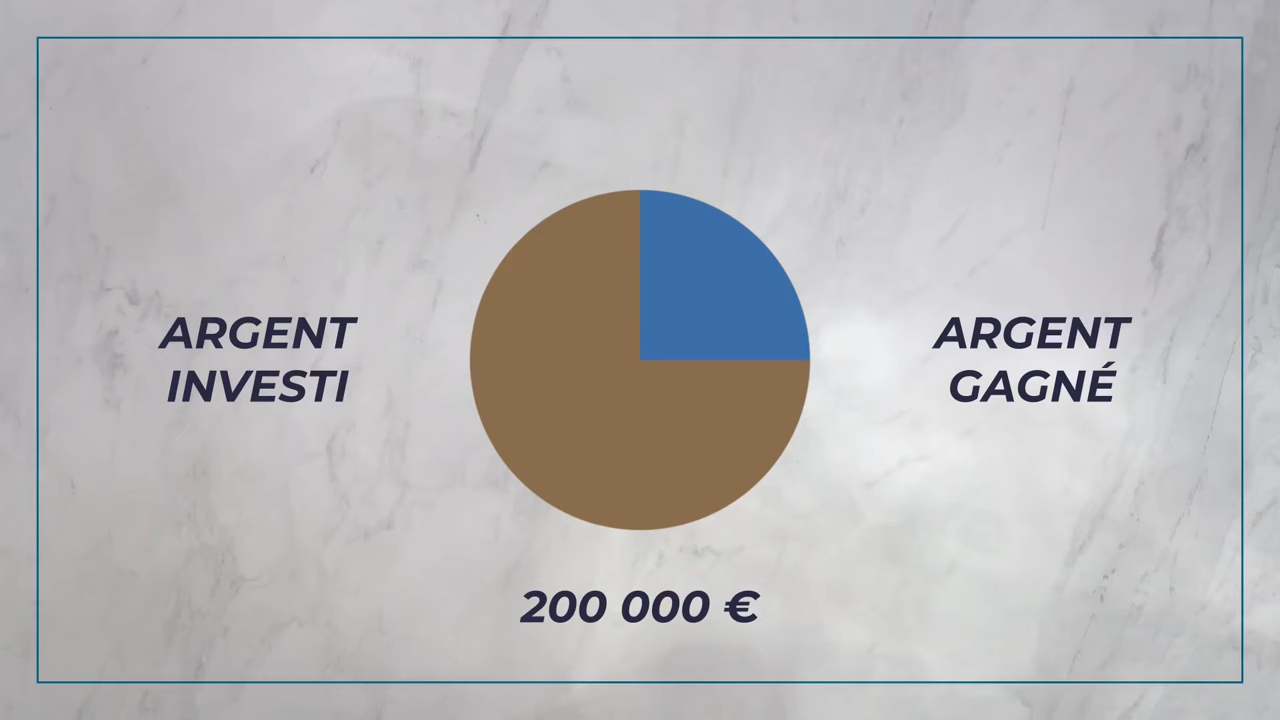 ARGENT
INVESTI
ARGENT
GAGNÉ
200 000 €